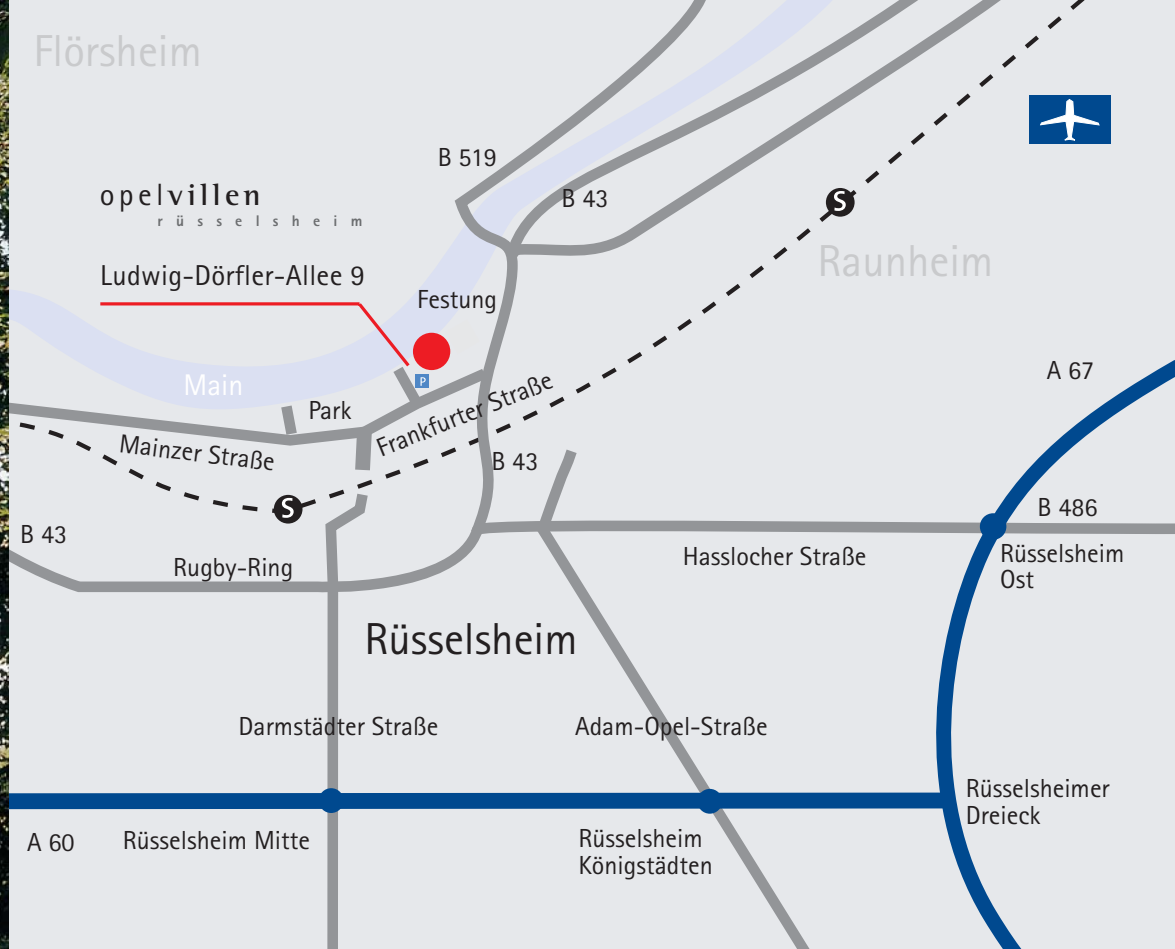 Flörsheim
B 519
opelvillen
rüsselsheim
B 43
S
Raunheim
Ludwig-Dörfler-Allee 9
Festung
P
Main
A 67
Park
Frankfurter Straße
Mainzer Straße
B 43
S
B 486
B 43
Hasslocher Straße
Rüsselsheim
Ost
Rugby-Ring
Rüsselsheim
Darmstädter Straße
Adam-Opel-Straße
Rüsselsheimer
Dreieck
A 60
Rüsselsheim Mitte
Rüsselsheim
Königstädten